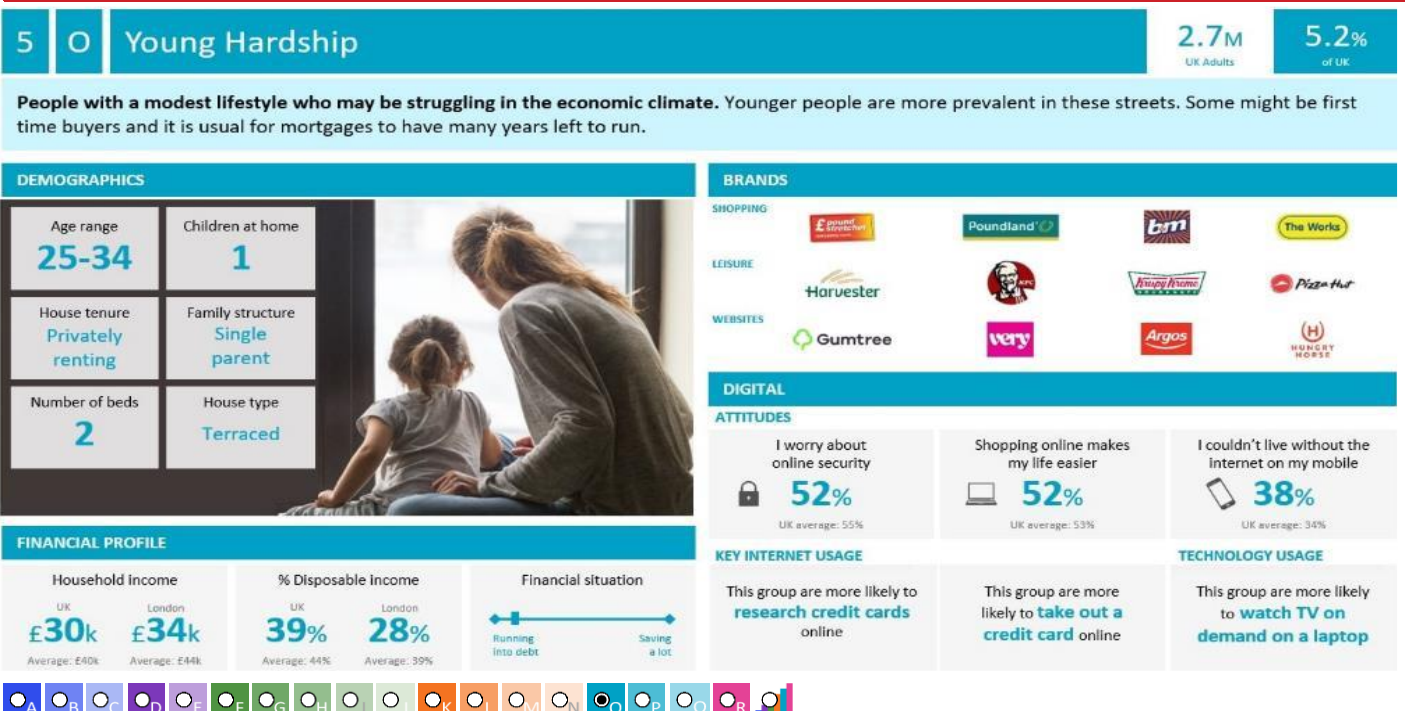 5 O Young Hardship
2.7M
UK Adults
5.2%
of UK
People with a modest lifestyle who may be struggling in the economic climate. Younger people are more prevalent in these streets. Some might be first
time buyers and it is usual for mortgages to have many years left to run.
DEMOGRAPHICS
Age range
25-34
Children at home
1
House tenure
Privately
renting
Family structure
Single
parent
Number of beds
2
House type
Terraced
FINANCIAL PROFILE
Household income
UK
£30k
Average: £40k
London
£34k
Average: £44k
% Disposable income
UK
39%
Average: 44%
London
28%
Average: 39%
Financial situation
Running
into debt
Saving
a lot
BRANDS
SHOPPING
£ pound
stretcher
Poundland
bm
The Works
LEISURE
Harvester
KFC
Krispy Kreme
DOUGHNUTS
Pizza Hut
WEBSITES
Gumtree
very
Argos
H
HUNGRY
HORSE
DIGITAL
ATTITUDES
I worry about
online security
52%
UK average: 55%
Shopping online makes
my life easier
52%
UK average: 53%
I couldn't live without the
internet on my mobile
38%
UK average: 34%
KEY INTERNET USAGE
This group are more likely to
research credit cards
online
This group are more
likely to take out a
credit card online
TECHNOLOGY USAGE
This group are more likely
to watch TV on
demand on a laptop
A B C D E F G H I J K L M N O P Q R